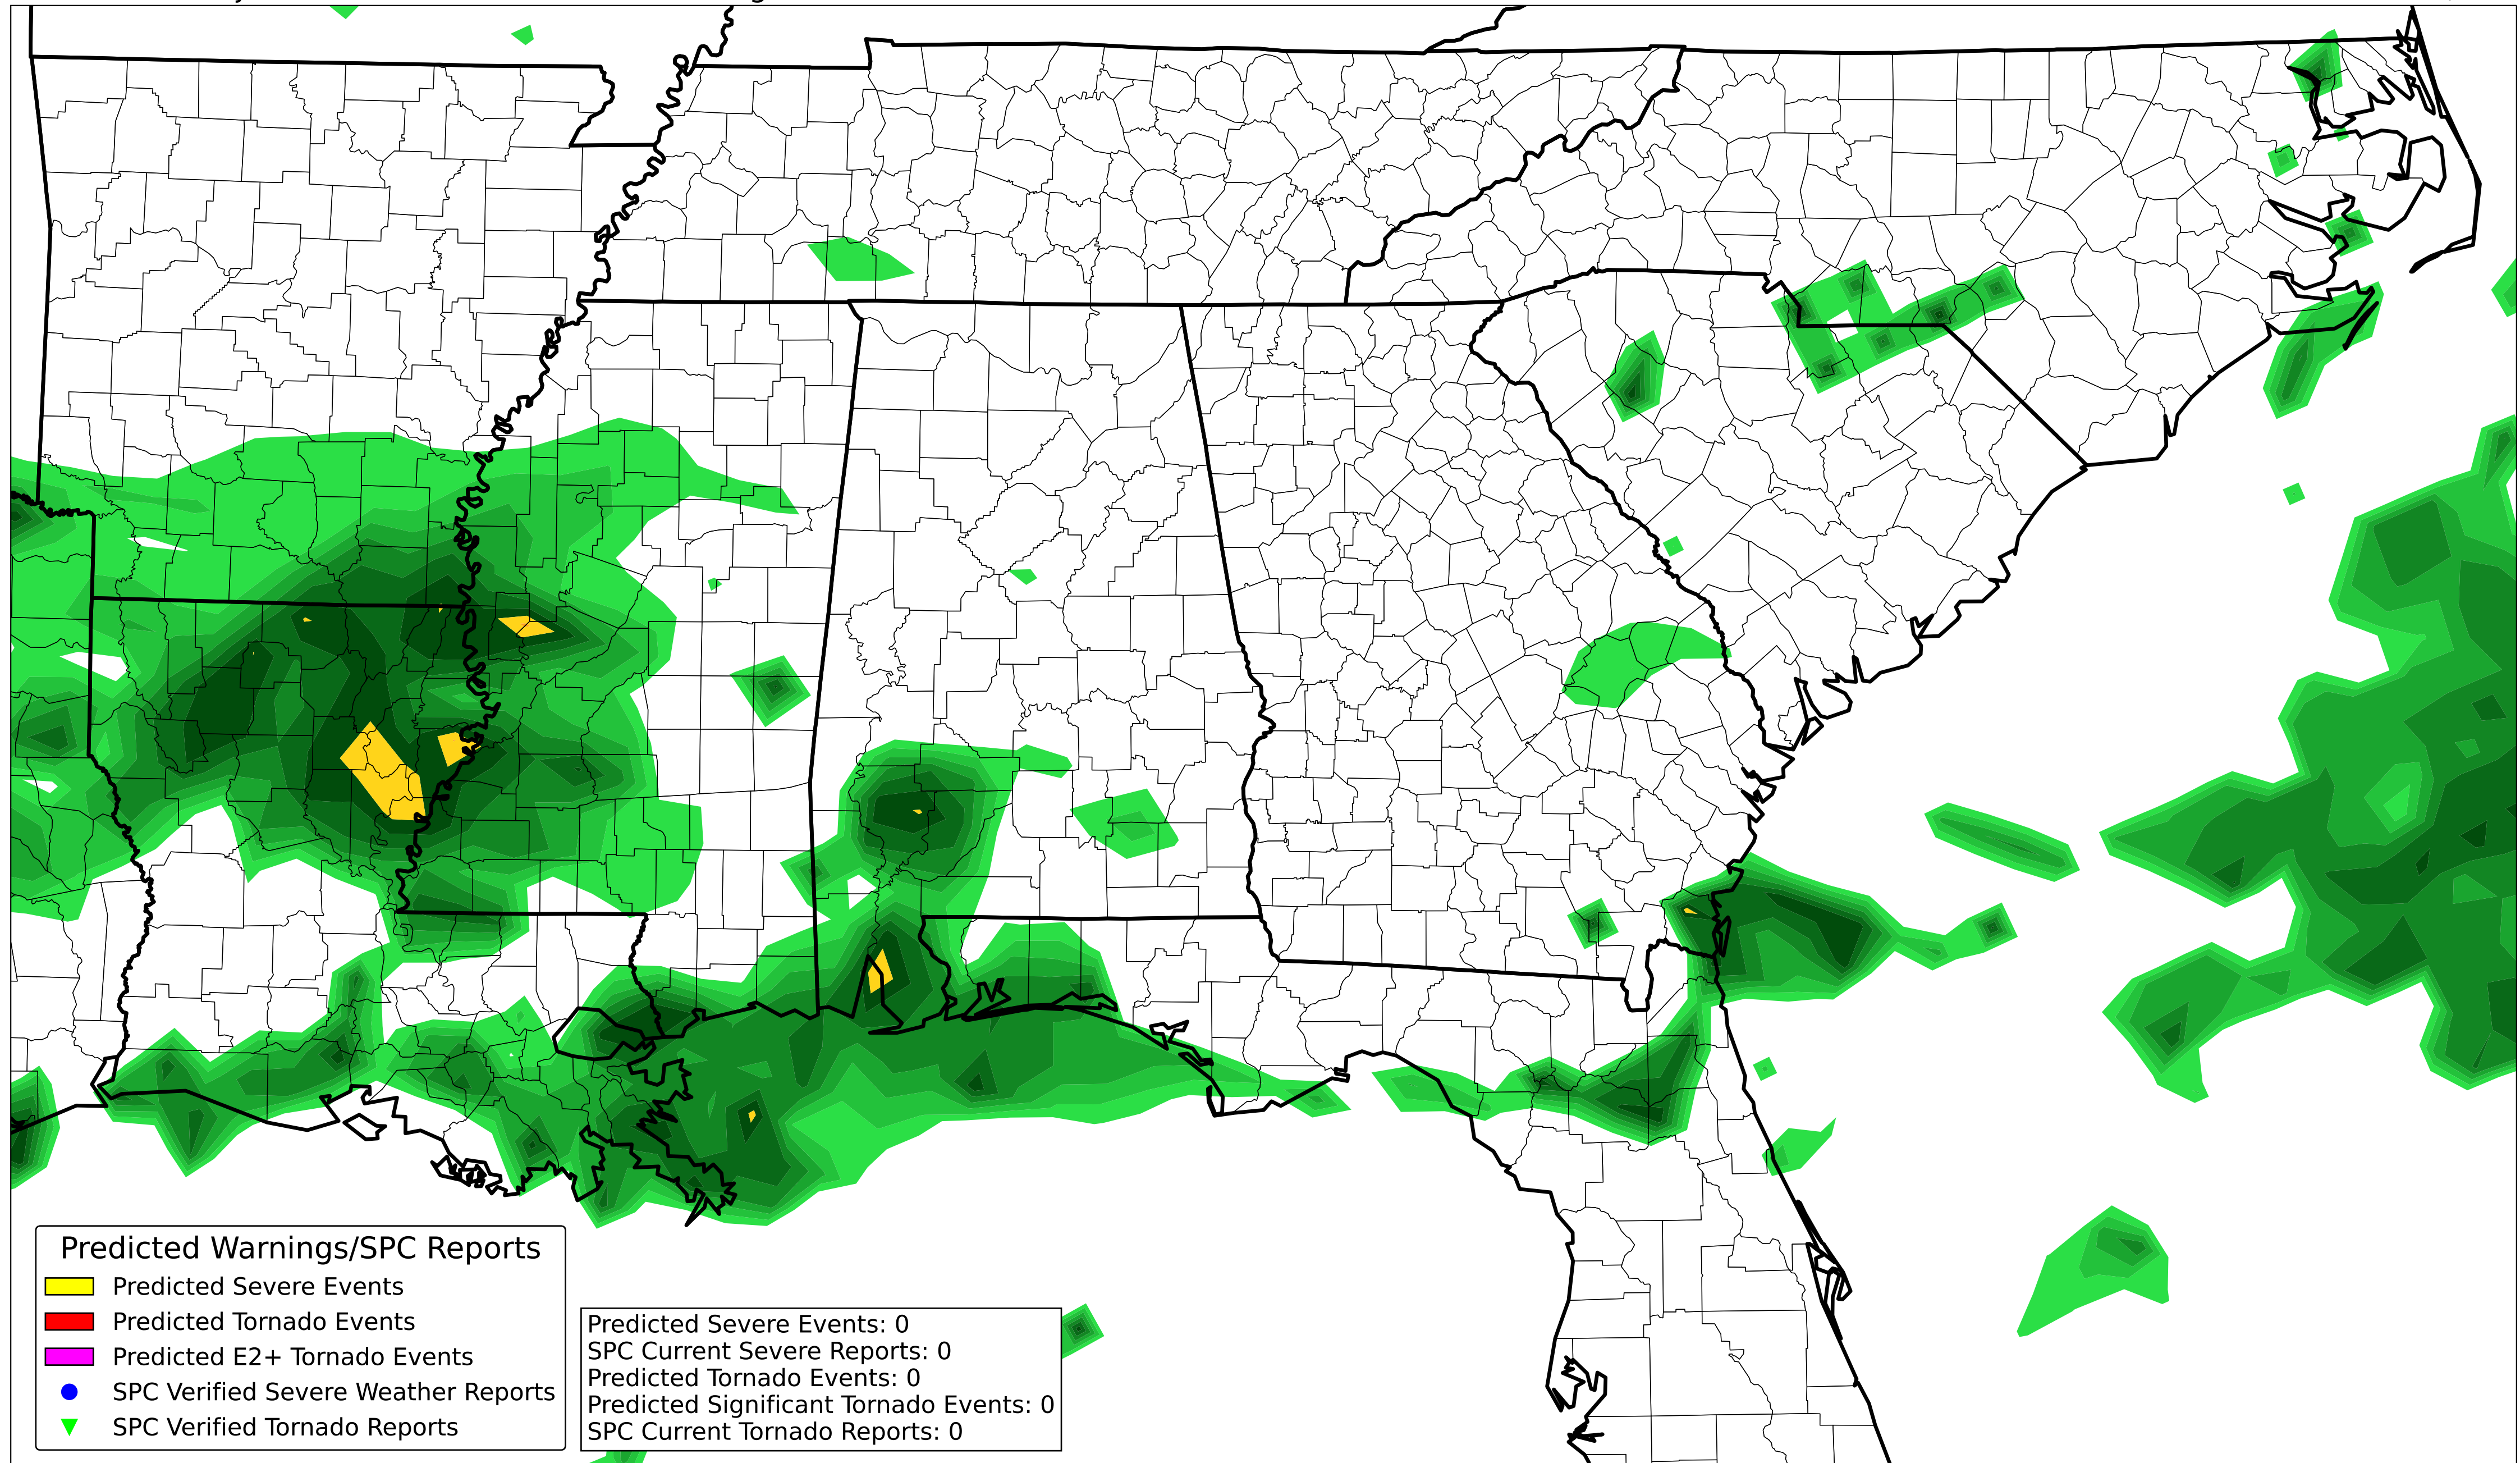 Predicted Warnings/SPC Reports
Predicted Severe Events
Predicted Tornado Events
Predicted E2+ Tornado Events
SPC Verified Severe Weather Reports
SPC Verified Tornado Reports
Predicted Severe Events: 0
SPC Current Severe Reports: 0
Predicted Tornado Events: 0
Predicted Significant Tornado Events: 0
SPC Current Tornado Reports: 0